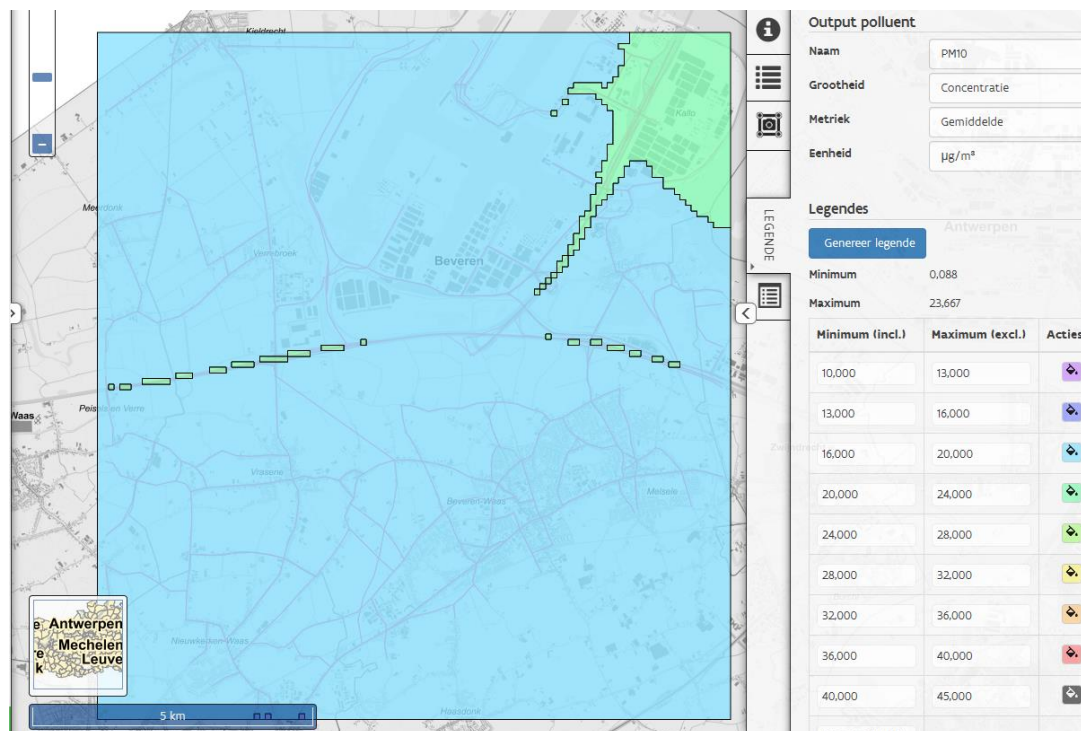 Kieldrecht
Kallo
Meerdonk
Verrebroek
Beveren
Waas
Vrasene
Beveren-Waas
Melsele
Nieuwkerken-Waas
Haasdonk
Antwerpen
Mechelen
Leuve
5 km
LEGENDE
Output polluent
Naam
PM10
Grootheid
Concentratie
Metriek
Gemiddelde
Eenheid
µg/m³
Legendes
Antwerpen
Genereer legende
Minimum 0,088
Maximum 23,667
Minimum (incl.) Maximum (excl.) Acties
10,000 13,000
13,000 16,000
16,000 20,000
20,000 24,000
24,000 28,000
28,000 32,000
32,000 36,000
36,000 40,000
40,000 45,000